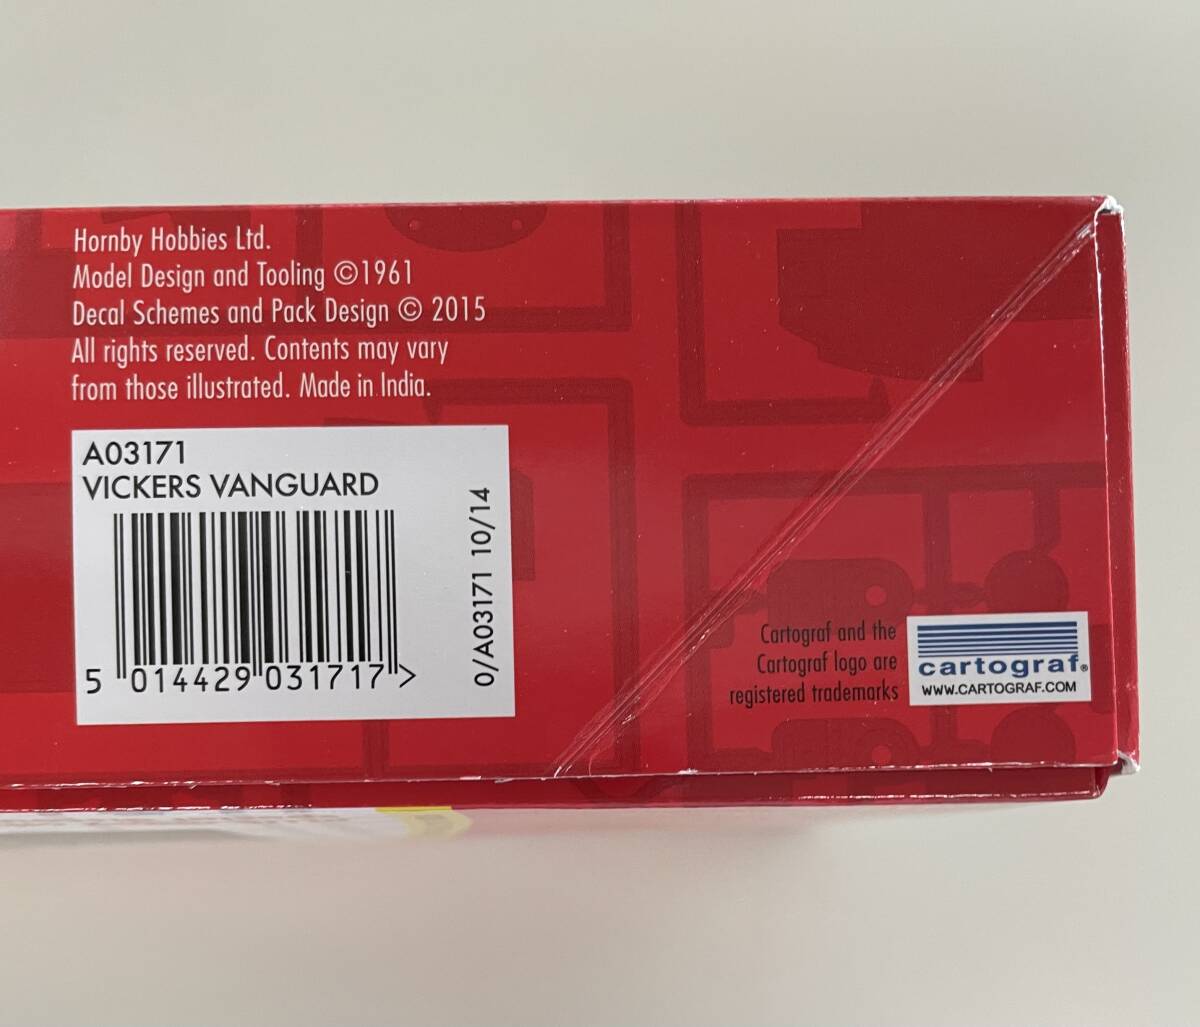 Hornby Hobbies Ltd.
Model Design and Tooling ©1961
Decal Schemes and Pack Design © 2015
All rights reserved. Contents may vary
from those illustrated. Made in India.
A03171
VICKERS VANGUARD
5 014429 031717 >
0/A03171 10/14
Cartograf and the
Cartograf logo are
registered trademarks
cartograf®
WWW.CARTOGRAF.COM